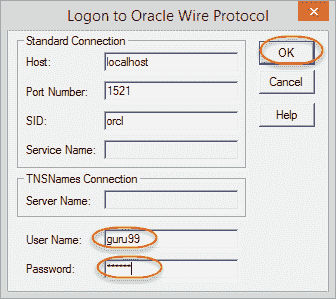 Logon to Oracle Wire Protocol
Standard Connection
Host: localhost
Port Number: 1521
SID: orcl
Service Name:
TNSNames Connection
Server Name:
User Name: guru99
Password: ******
OK
Cancel
Help